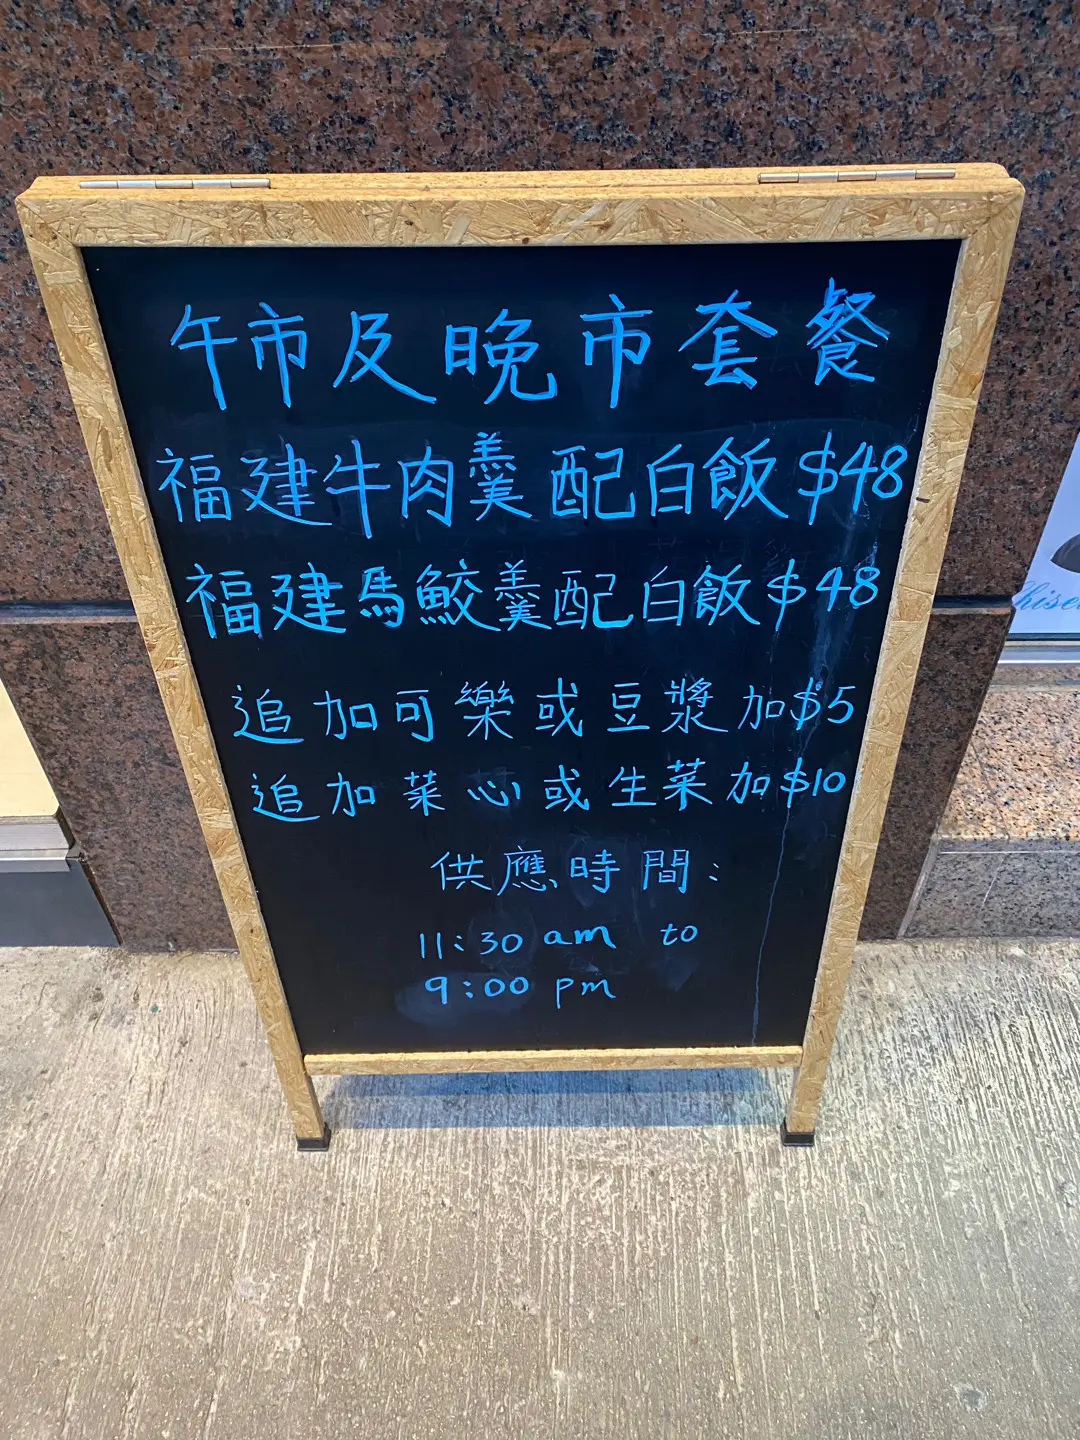 午市及晚市套餐
福建牛肉羹配白飯$48
福建馬鮫羹配白飯$48
追加可樂或豆漿加$5
追加菜芯或生菜加$10
供應時間:
11:30 am to
9:00 pm